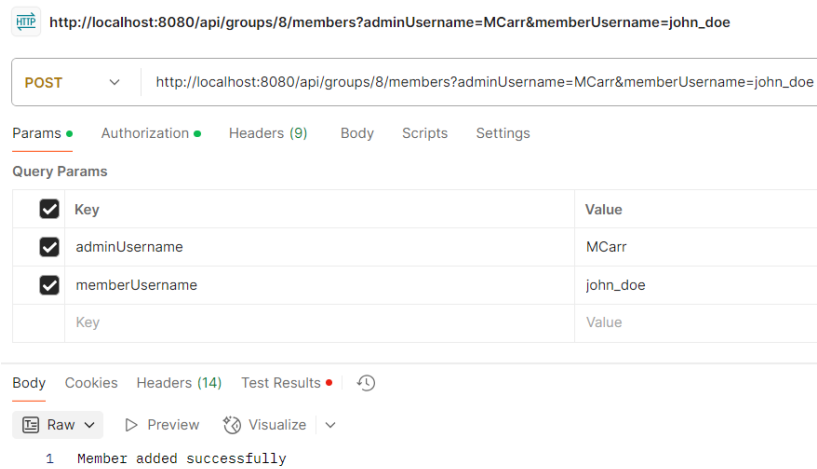 HTTP http://localhost:8080/api/groups/8/members?adminUsername=MCarr&memberUsername=john_doe
POST http://localhost:8080/api/groups/8/members?adminUsername=MCarr&memberUsername=john_doe
Params Authorization Headers (9) Body Scripts Settings
Query Params
Key Value
adminUsername MCarr
memberUsername john_doe
Key Value
Body Cookies Headers (14) Test Results
Raw Preview Visualize
1 Member added successfully